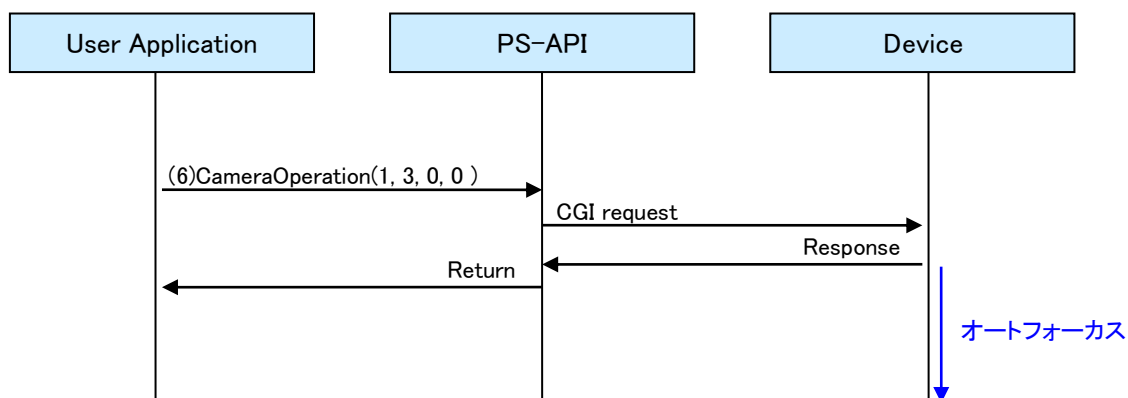 User Application
PS-API
Device
(6)CameraOperation(1, 3, 0, 0 )
CGI request
Response
Return
オートフォーカス